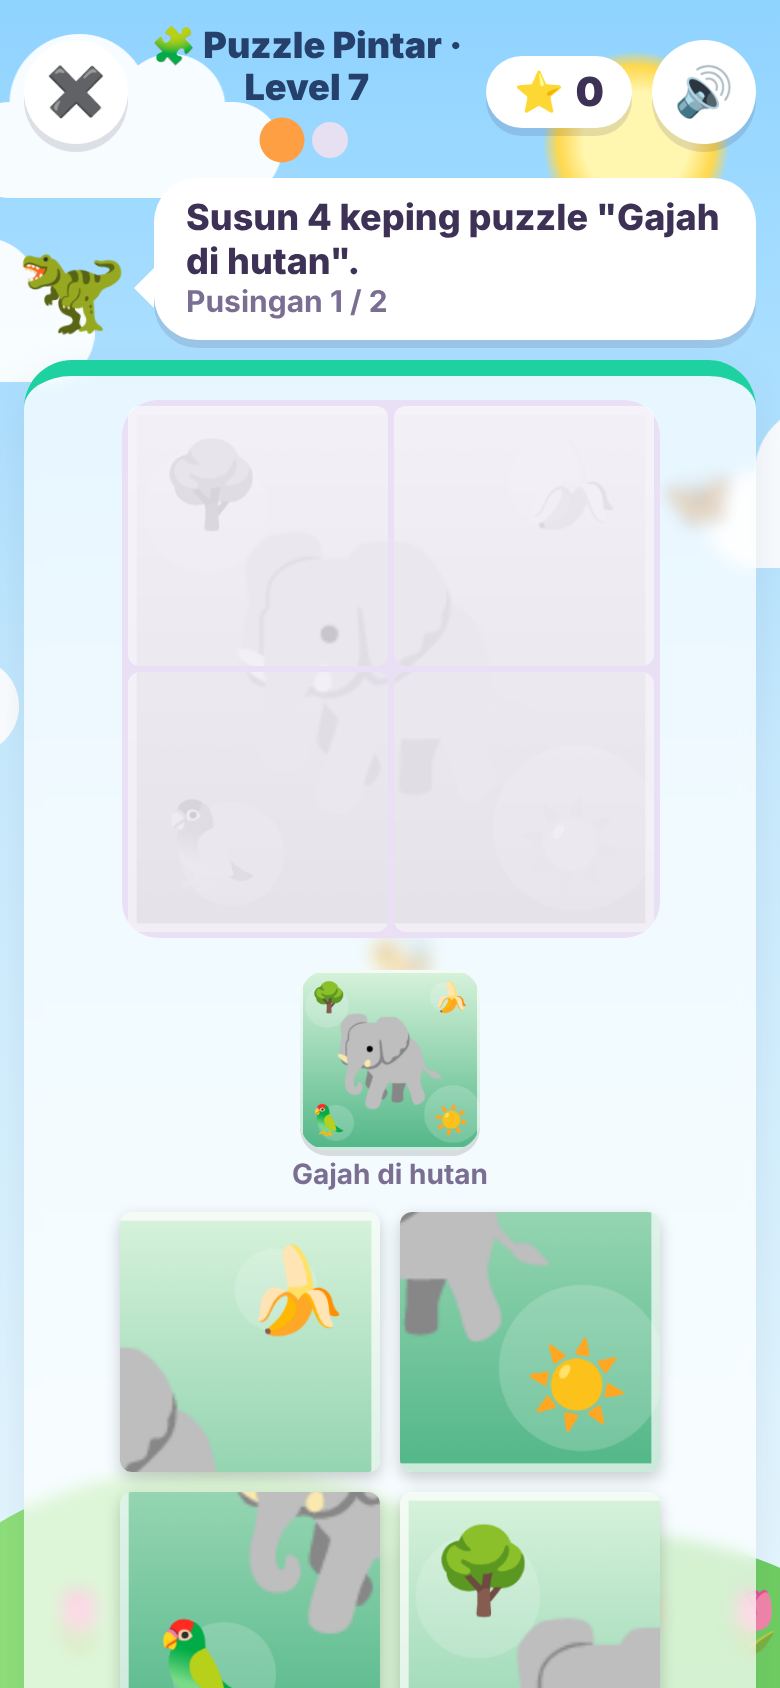 Puzzle Pintar ·
Level 7
0
Susun 4 keping puzzle "Gajah
di hutan".
Pusingan 1 / 2
Gajah di hutan